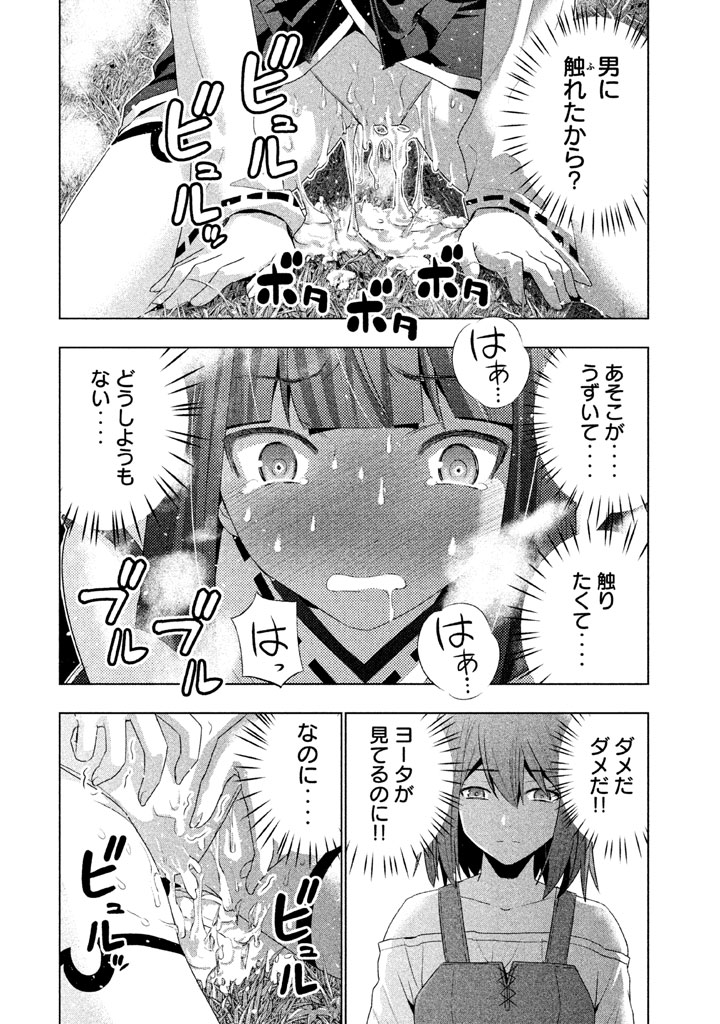 男に
触れたから?
ふ
ビュル
ビュルッ
ボタ
ボタ
ボタ
はぁ…
あそこが‥‥
うずいて‥‥
どうしようも
ない‥‥
触り
たくて‥‥
はぁ…
はっ
ブル
ブル
ダメだ
ダメだ!!
ヨータが
見てるのに!!
なのに‥‥
ビュル
ビュル